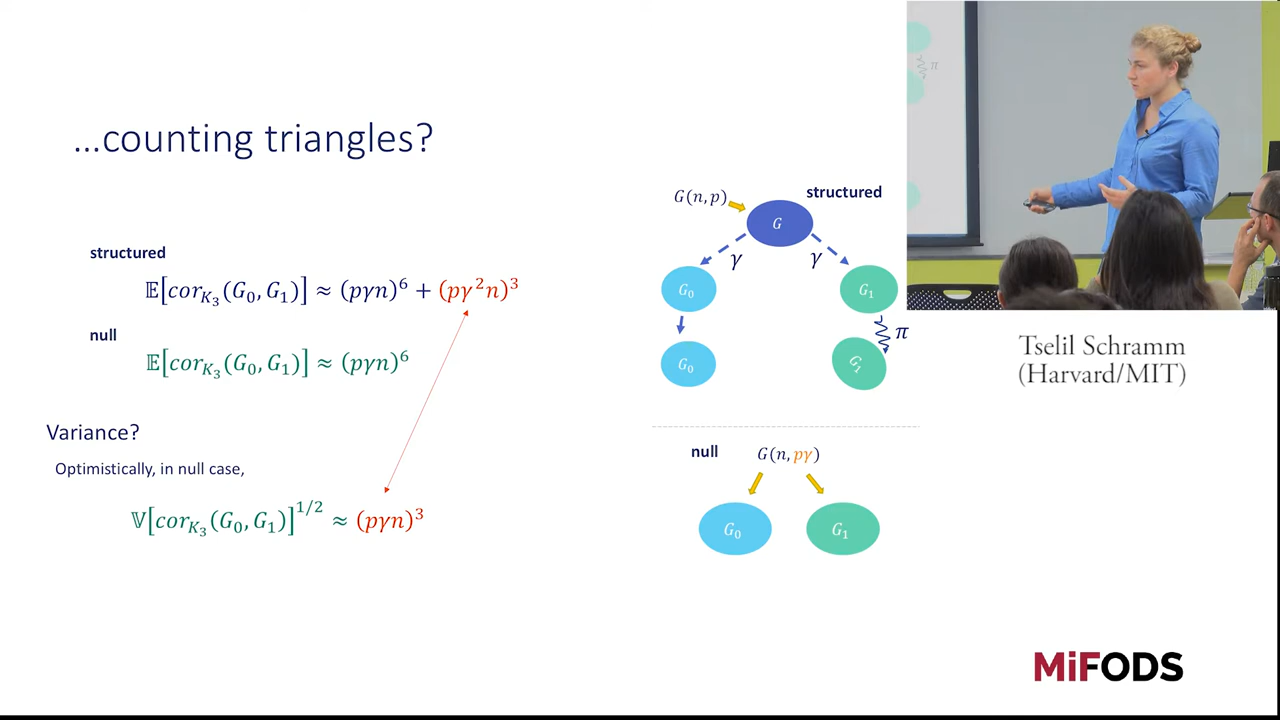 ...counting triangles?
structured
𝔼[cor_{K_3}(G_0, G_1)] ≈ (pγn)^6 + (pγ^2n)^3
null
𝔼[cor_{K_3}(G_0, G_1)] ≈ (pγn)^6
Variance?
Optimistically, in null case,
𝕍[cor_{K_3}(G_0, G_1)]^{1/2} ≈ (pγn)^3
G(n, p)
structured
G
γ
γ
G_0
G_1
π
G_0
G_1
null
G(n, pγ)
G_0
G_1
π
Tselil Schramm
(Harvard/MIT)
MiFODS